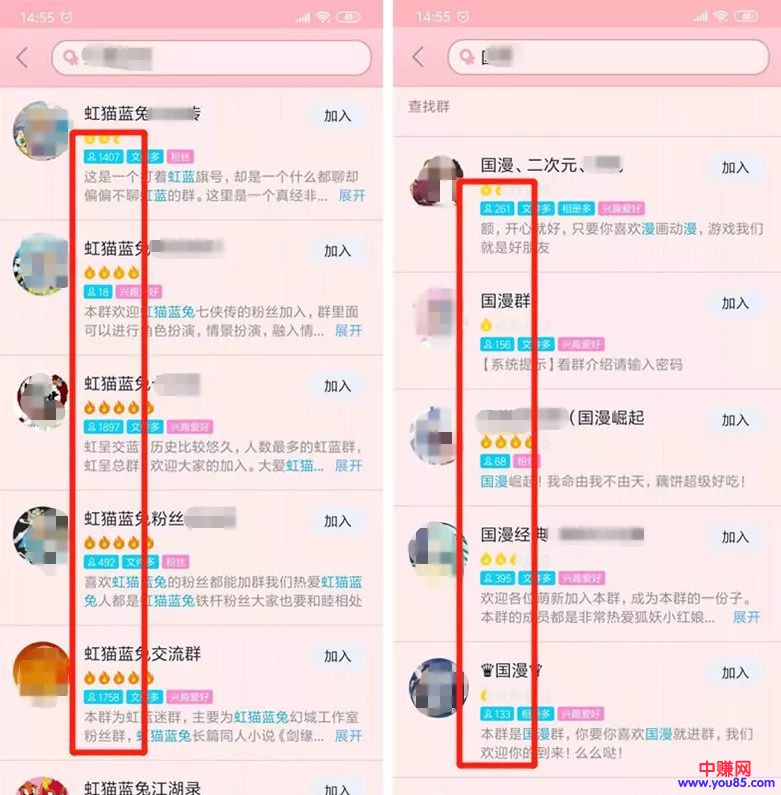 14:55
虹猫蓝兔
传
加入
1407 文件多 粉丝
这是一个打着虹蓝旗号，却是一个什么都聊却
偏偏不聊虹蓝的群。这里是一个真经非... 展开
虹猫蓝兔
加入
18 兴趣爱好
本群欢迎虹猫蓝兔七侠传的粉丝加入，群里面
可以进行角色扮演，情景扮演，融入情... 展开
虹猫蓝兔
加入
1897 文件多 兴趣爱好
虹呈交蓝，历史比较悠久，人数最多的虹蓝群，
虹呈总群，欢迎大家的加入。大爱虹猫... 展开
虹猫蓝兔粉丝
加入
492 文件多 粉丝
喜欢虹猫蓝兔的粉丝都能加群我们热爱虹猫蓝
兔人都是虹猫蓝兔铁杆粉丝大家也要和睦相处
虹猫蓝兔交流群
加入
1758 文件多 兴趣爱好
本群为虹蓝迷群，主要为虹猫蓝兔幻城工作室
粉丝群，虹猫蓝兔长篇同人小说《剑缘... 展开
虹猫蓝兔江湖录
加入
14:55
查找群
国漫、二次元、
加入
261 文件多 相册多 兴趣爱好
额，开心就好，只要你喜欢漫画动漫，游戏我们
就是好朋友
国漫群
加入
156 文件多 兴趣爱好
【系统提示】看群介绍请输入密码
（国漫崛起
加入
68 粉丝
国漫崛起！我命由我不由天，藕饼超级好吃！
国漫经典
加入
395 文件多 兴趣爱好
欢迎各位萌新加入本群，成为本群的一份子。
本群的成员都是非常热爱狐妖小红娘... 展开
♛国漫♛
加入
133 相册多 兴趣爱好
本群是国漫群，你要你喜欢国漫就进群，我们
欢迎你的到来！么么哒！
中赚网
www.you85.com